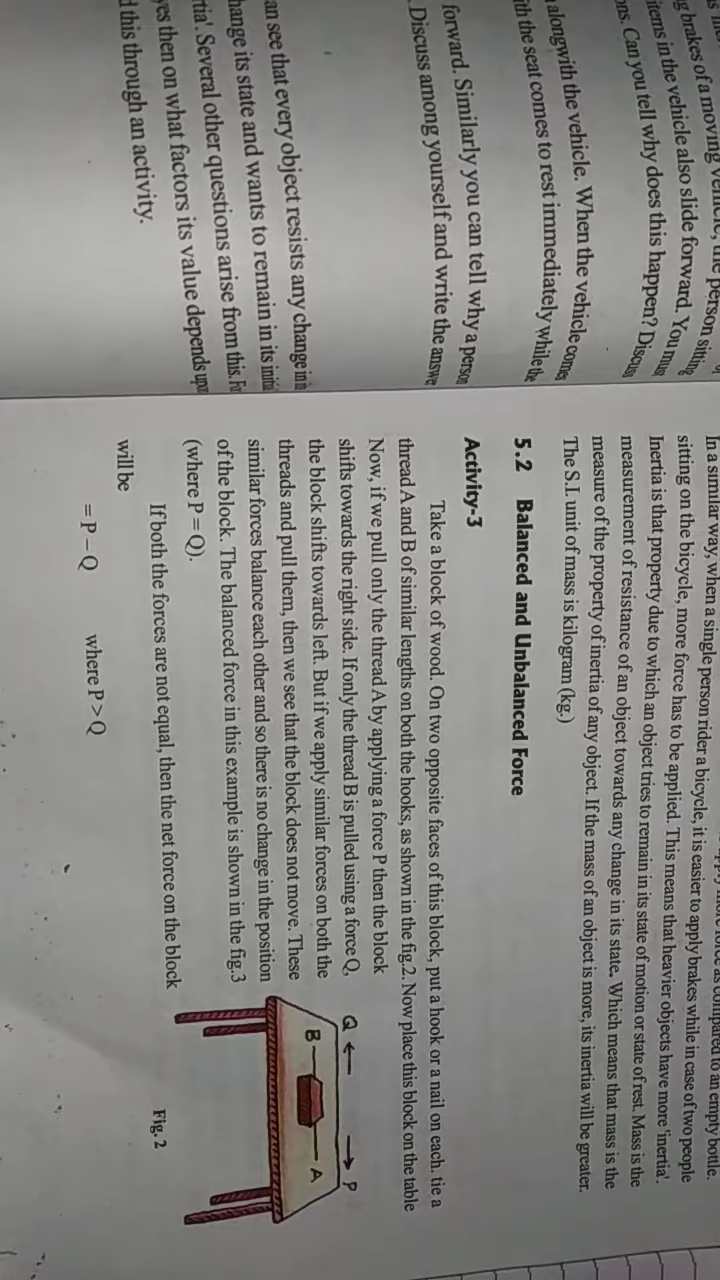 g brakes of a moving vehicle, the person sitting
items in the vehicle also slide forward. You mus
ons. Can you tell why does this happen? Discuss
alongwith the vehicle. When the vehicle comes
ith the seat comes to rest immediately while the
forward. Similarly you can tell why a person
. Discuss among yourself and write the answe
an see that every object resists any change in i
hange its state and wants to remain in its initi
rtia'. Several other questions arise from this. Fo
yes then on what factors its value depends upo
d this through an activity.
as compared to an empty bottle.
In a similar way, when a single person rider a bicycle, it is easier to apply brakes while in case of two people
sitting on the bicycle, more force has to be applied. This means that heavier objects have more 'inertia'.
Inertia is that property due to which an object tries to remain in its state of motion or state of rest. Mass is the
measurement of resistance of an object towards any change in its state. Which means that mass is the
measure of the property of inertia of any object. If the mass of an object is more, its inertia will be greater.
The S.I. unit of mass is kilogram (kg.)
5.2 Balanced and Unbalanced Force
Activity-3
Take a block of wood. On two opposite faces of this block, put a hook or a nail on each. tie a
thread A and B of similar lengths on both the hooks, as shown in the fig.2. Now place this block on the table
Now, if we pull only the thread A by applying a force P then the block
shifts towards the right side. If only the thread B is pulled using a force Q,
the block shifts towards left. But if we apply similar forces on both the
threads and pull them, then we see that the block does not move. These
similar forces balance each other and so there is no change in the position
of the block. The balanced force in this example is shown in the fig.3
(where P = Q).
If both the forces are not equal, then the net force on the block
will be
= P – Q where P > Q
Q ← → P
B A
Fig. 2